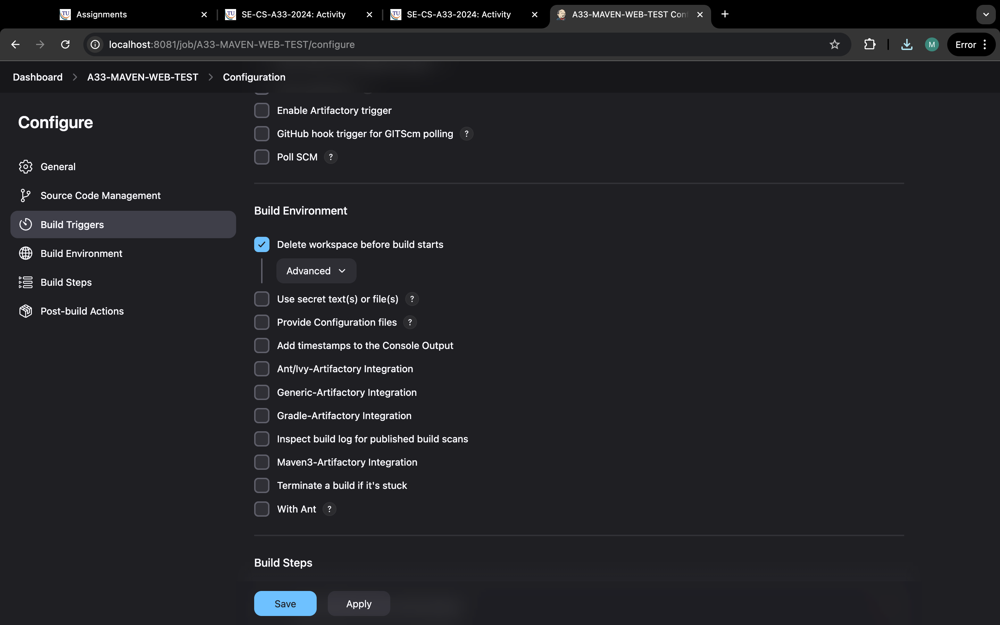 Assignments
SE-CS-A33-2024: Activity
SE-CS-A33-2024: Activity
A33-MAVEN-WEB-TEST Con
localhost:8081/job/A33-MAVEN-WEB-TEST/configure
M
Error
Dashboard
A33-MAVEN-WEB-TEST
Configuration
Configure
General
Source Code Management
Build Triggers
Build Environment
Build Steps
Post-build Actions
Enable Artifactory trigger
GitHub hook trigger for GITScm polling ?
Poll SCM ?
Build Environment
Delete workspace before build starts
Advanced
Use secret text(s) or file(s) ?
Provide Configuration files ?
Add timestamps to the Console Output
Ant/Ivy-Artifactory Integration
Generic-Artifactory Integration
Gradle-Artifactory Integration
Inspect build log for published build scans
Maven3-Artifactory Integration
Terminate a build if it's stuck
With Ant ?
Build Steps
Save
Apply